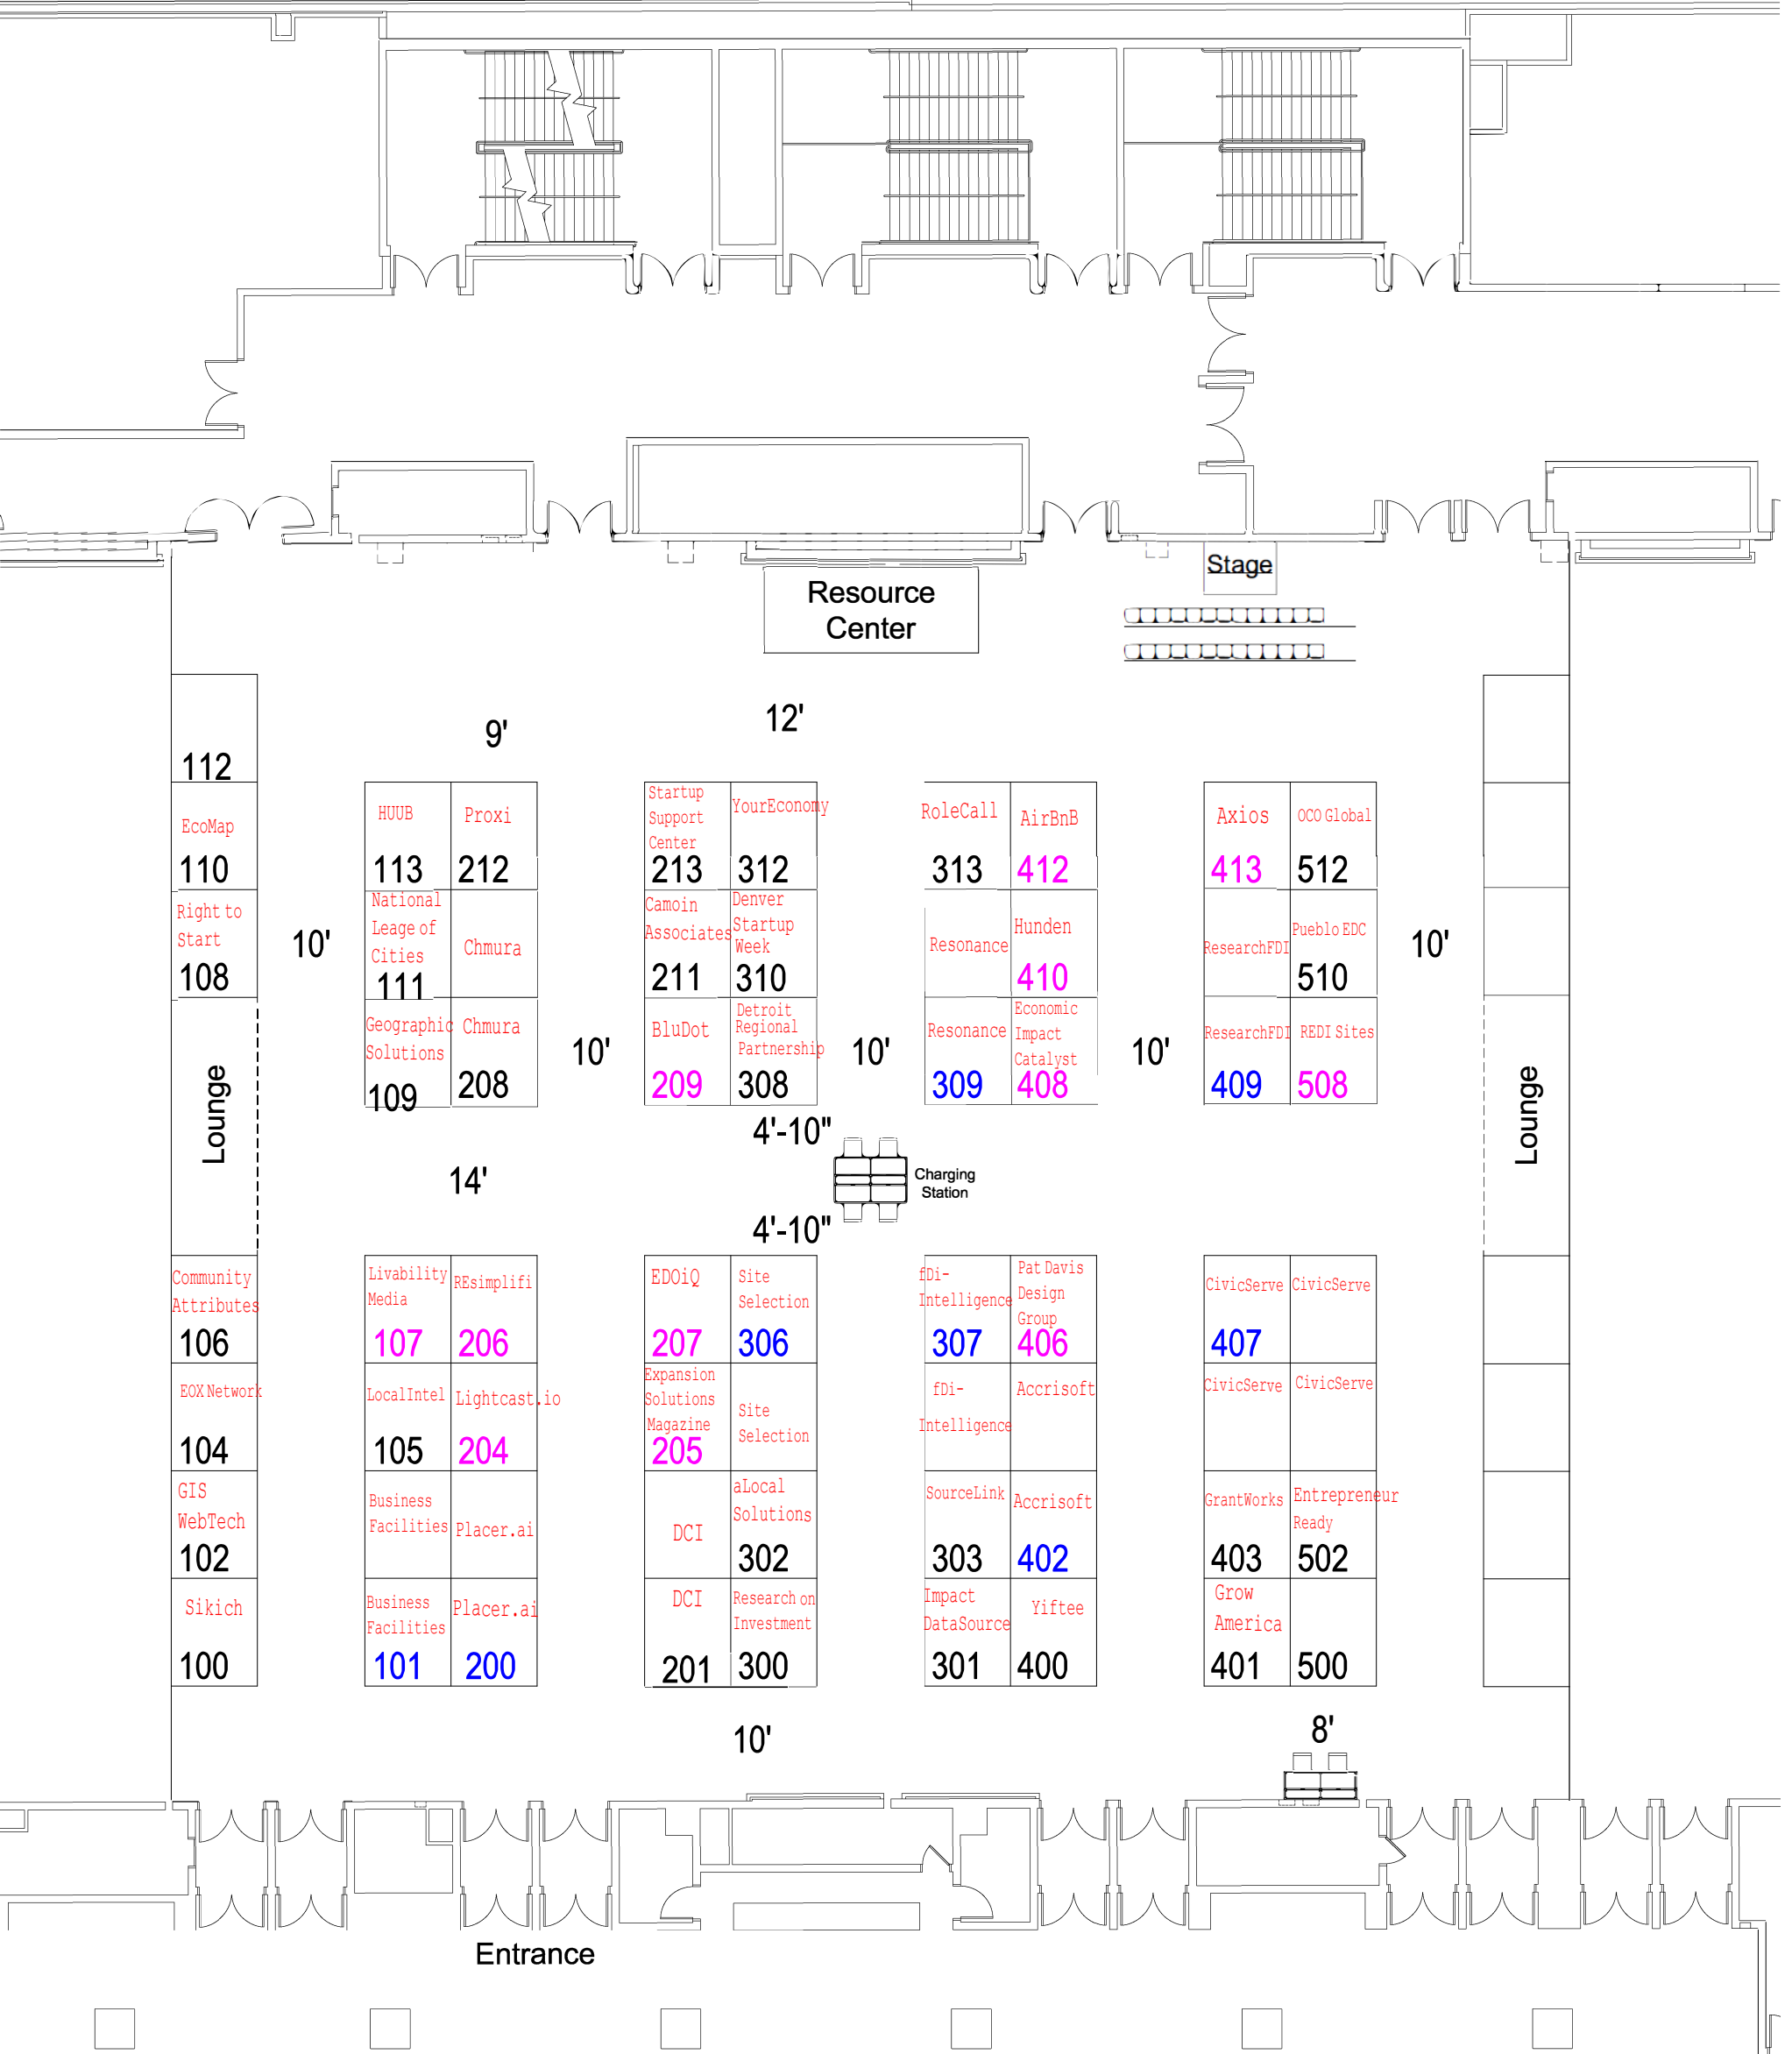 Stage
Resource
Center
9'
12'
112
EcoMap
110
HUUB
113
Proxi
212
Startup
Support
Center
213
YourEconomy
312
RoleCall
313
AirBnB
412
Axios
413
OCO Global
512
Right to
Start
108
10'
National
Leage of
Cities
111
Chmura
Camoin
Associates
211
Denver
Startup
Week
310
Resonance
Hunden
410
ResearchFDI
Pueblo EDC
510
10'
Lounge
Geographic
Solutions
109
Chmura
208
10'
BluDot
209
Detroit
Regional
Partnership
308
10'
Resonance
309
Economic
Impact
Catalyst
408
10'
ResearchFDI
409
REDI Sites
508
Lounge
4'-10"
14'
Charging
Station
4'-10"
Community
Attributes
106
Livability
Media
107
REsimplifi
206
EDOiQ
207
Site
Selection
306
fDi-
Intelligence
307
Pat Davis
Design
Group
406
CivicServe
407
CivicServe
EOX Network
104
LocalIntel
105
Lightcast.io
204
Expansion
Solutions
Magazine
205
Site
Selection
fDi-
Intelligence
Accrisoft
CivicServe
CivicServe
GIS
WebTech
102
Business
Facilities
Placer.ai
DCI
aLocal
Solutions
302
SourceLink
303
Accrisoft
402
GrantWorks
403
Entrepreneur
Ready
502
Sikich
100
Business
Facilities
101
Placer.ai
200
DCI
201
Research on
Investment
300
Impact
DataSource
301
Yiftee
400
Grow
America
401
500
10'
8'
Entrance